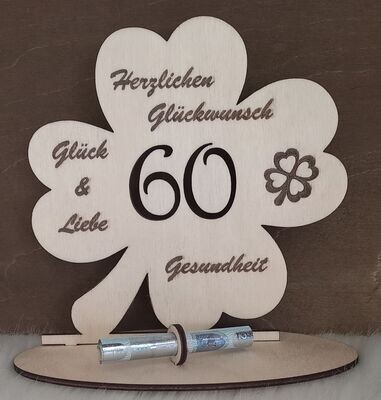 Herzlichen
Glückwunsch
Glück
&
Liebe
60
Gesundheit